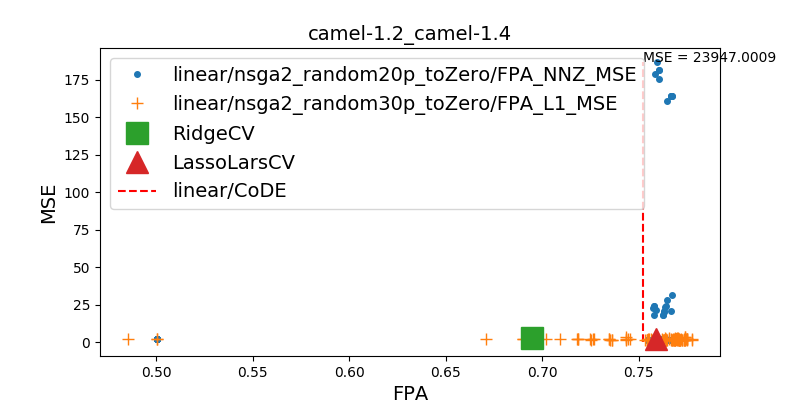 camel-1.2_camel-1.4
MSE = 23947.0009
linear/nsga2_random20p_toZero/FPA_NNZ_MSE
linear/nsga2_random30p_toZero/FPA_L1_MSE
RidgeCV
LassoLarsCV
linear/CoDE
MSE
175
150
125
100
75
50
25
0
0.50 0.55 0.60 0.65 0.70 0.75
FPA